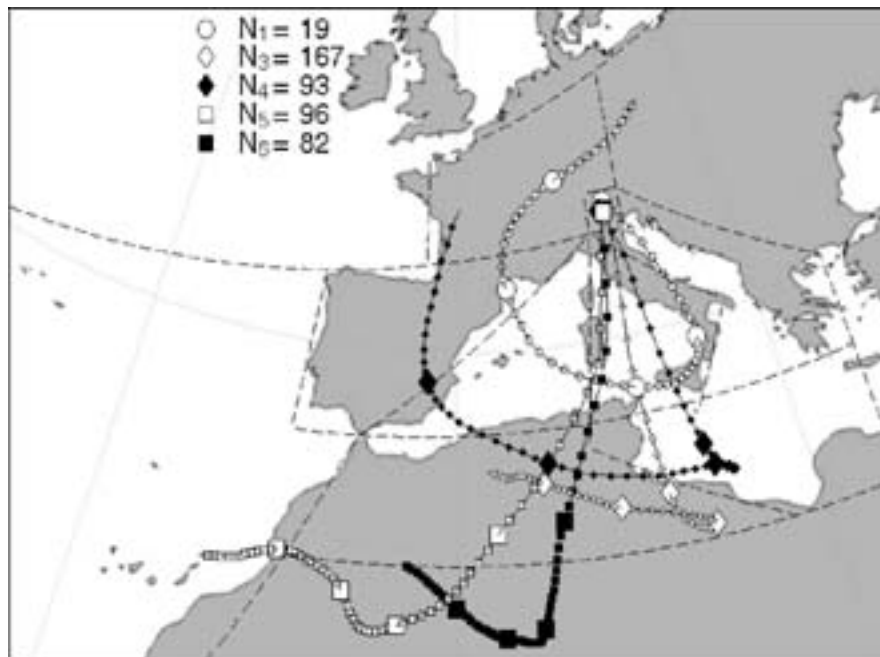 N₁ = 19
N₃ = 167
N₄ = 93
N₅ = 96
N₆ = 82